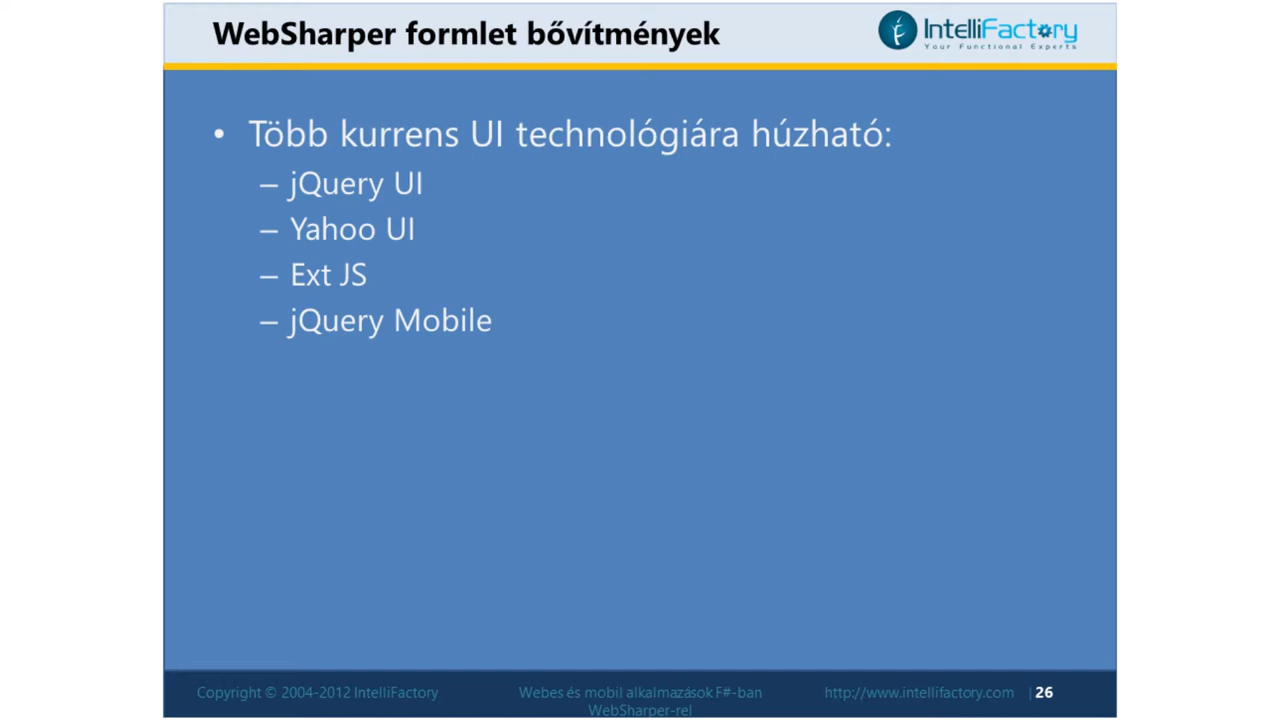 WebSharper formlet bővítmények
IntelliFactory
Your Functional Experts
• Több kurrens UI technológiára húzható:
– jQuery UI
– Yahoo UI
– Ext JS
– jQuery Mobile
Copyright © 2004-2012 IntelliFactory
Webes és mobil alkalmazások F#-ban
WebSharper-rel
http://www.intellifactory.com | 26